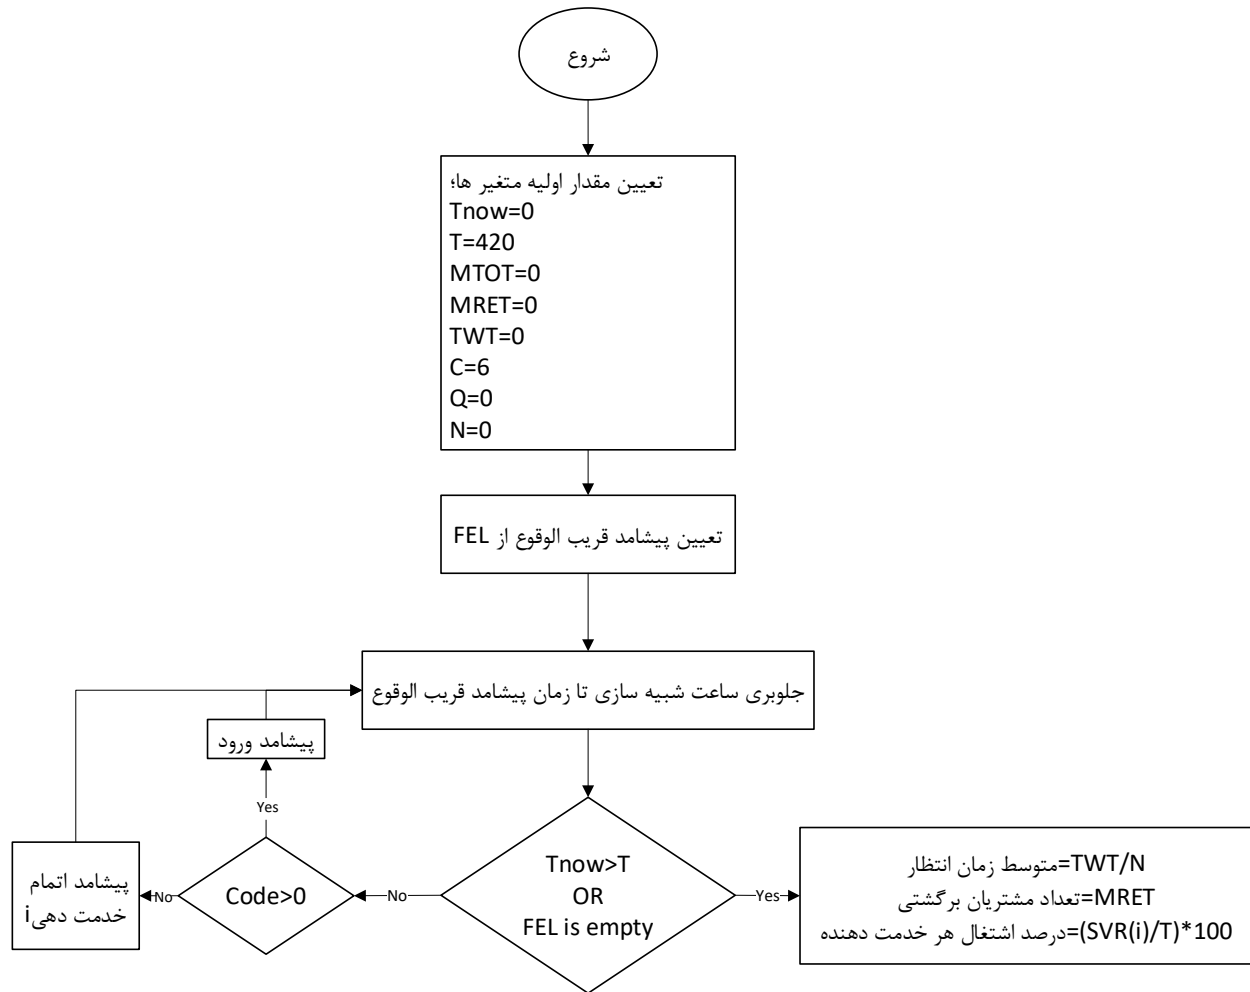 شروع
تعیین مقدار اولیه متغیر ها؛
Tnow=0
T=420
MTOT=0
MRET=0
TWT=0
C=6
Q=0
N=0
تعیین پیشامد قریب الوقوع از FEL
جلوبری ساعت شبیه سازی تا زمان پیشامد قریب الوقوع
پیشامد ورود
Yes
Tnow>T
OR
FEL is empty
No
Yes
Code>0
No
پیشامد اتمام
خدمت دهیi
متوسط زمان انتظار=TWT/N
تعداد مشتریان برگشتی=MRET
درصد اشتغال هر خدمت دهنده=(SVR(i)/T)*100